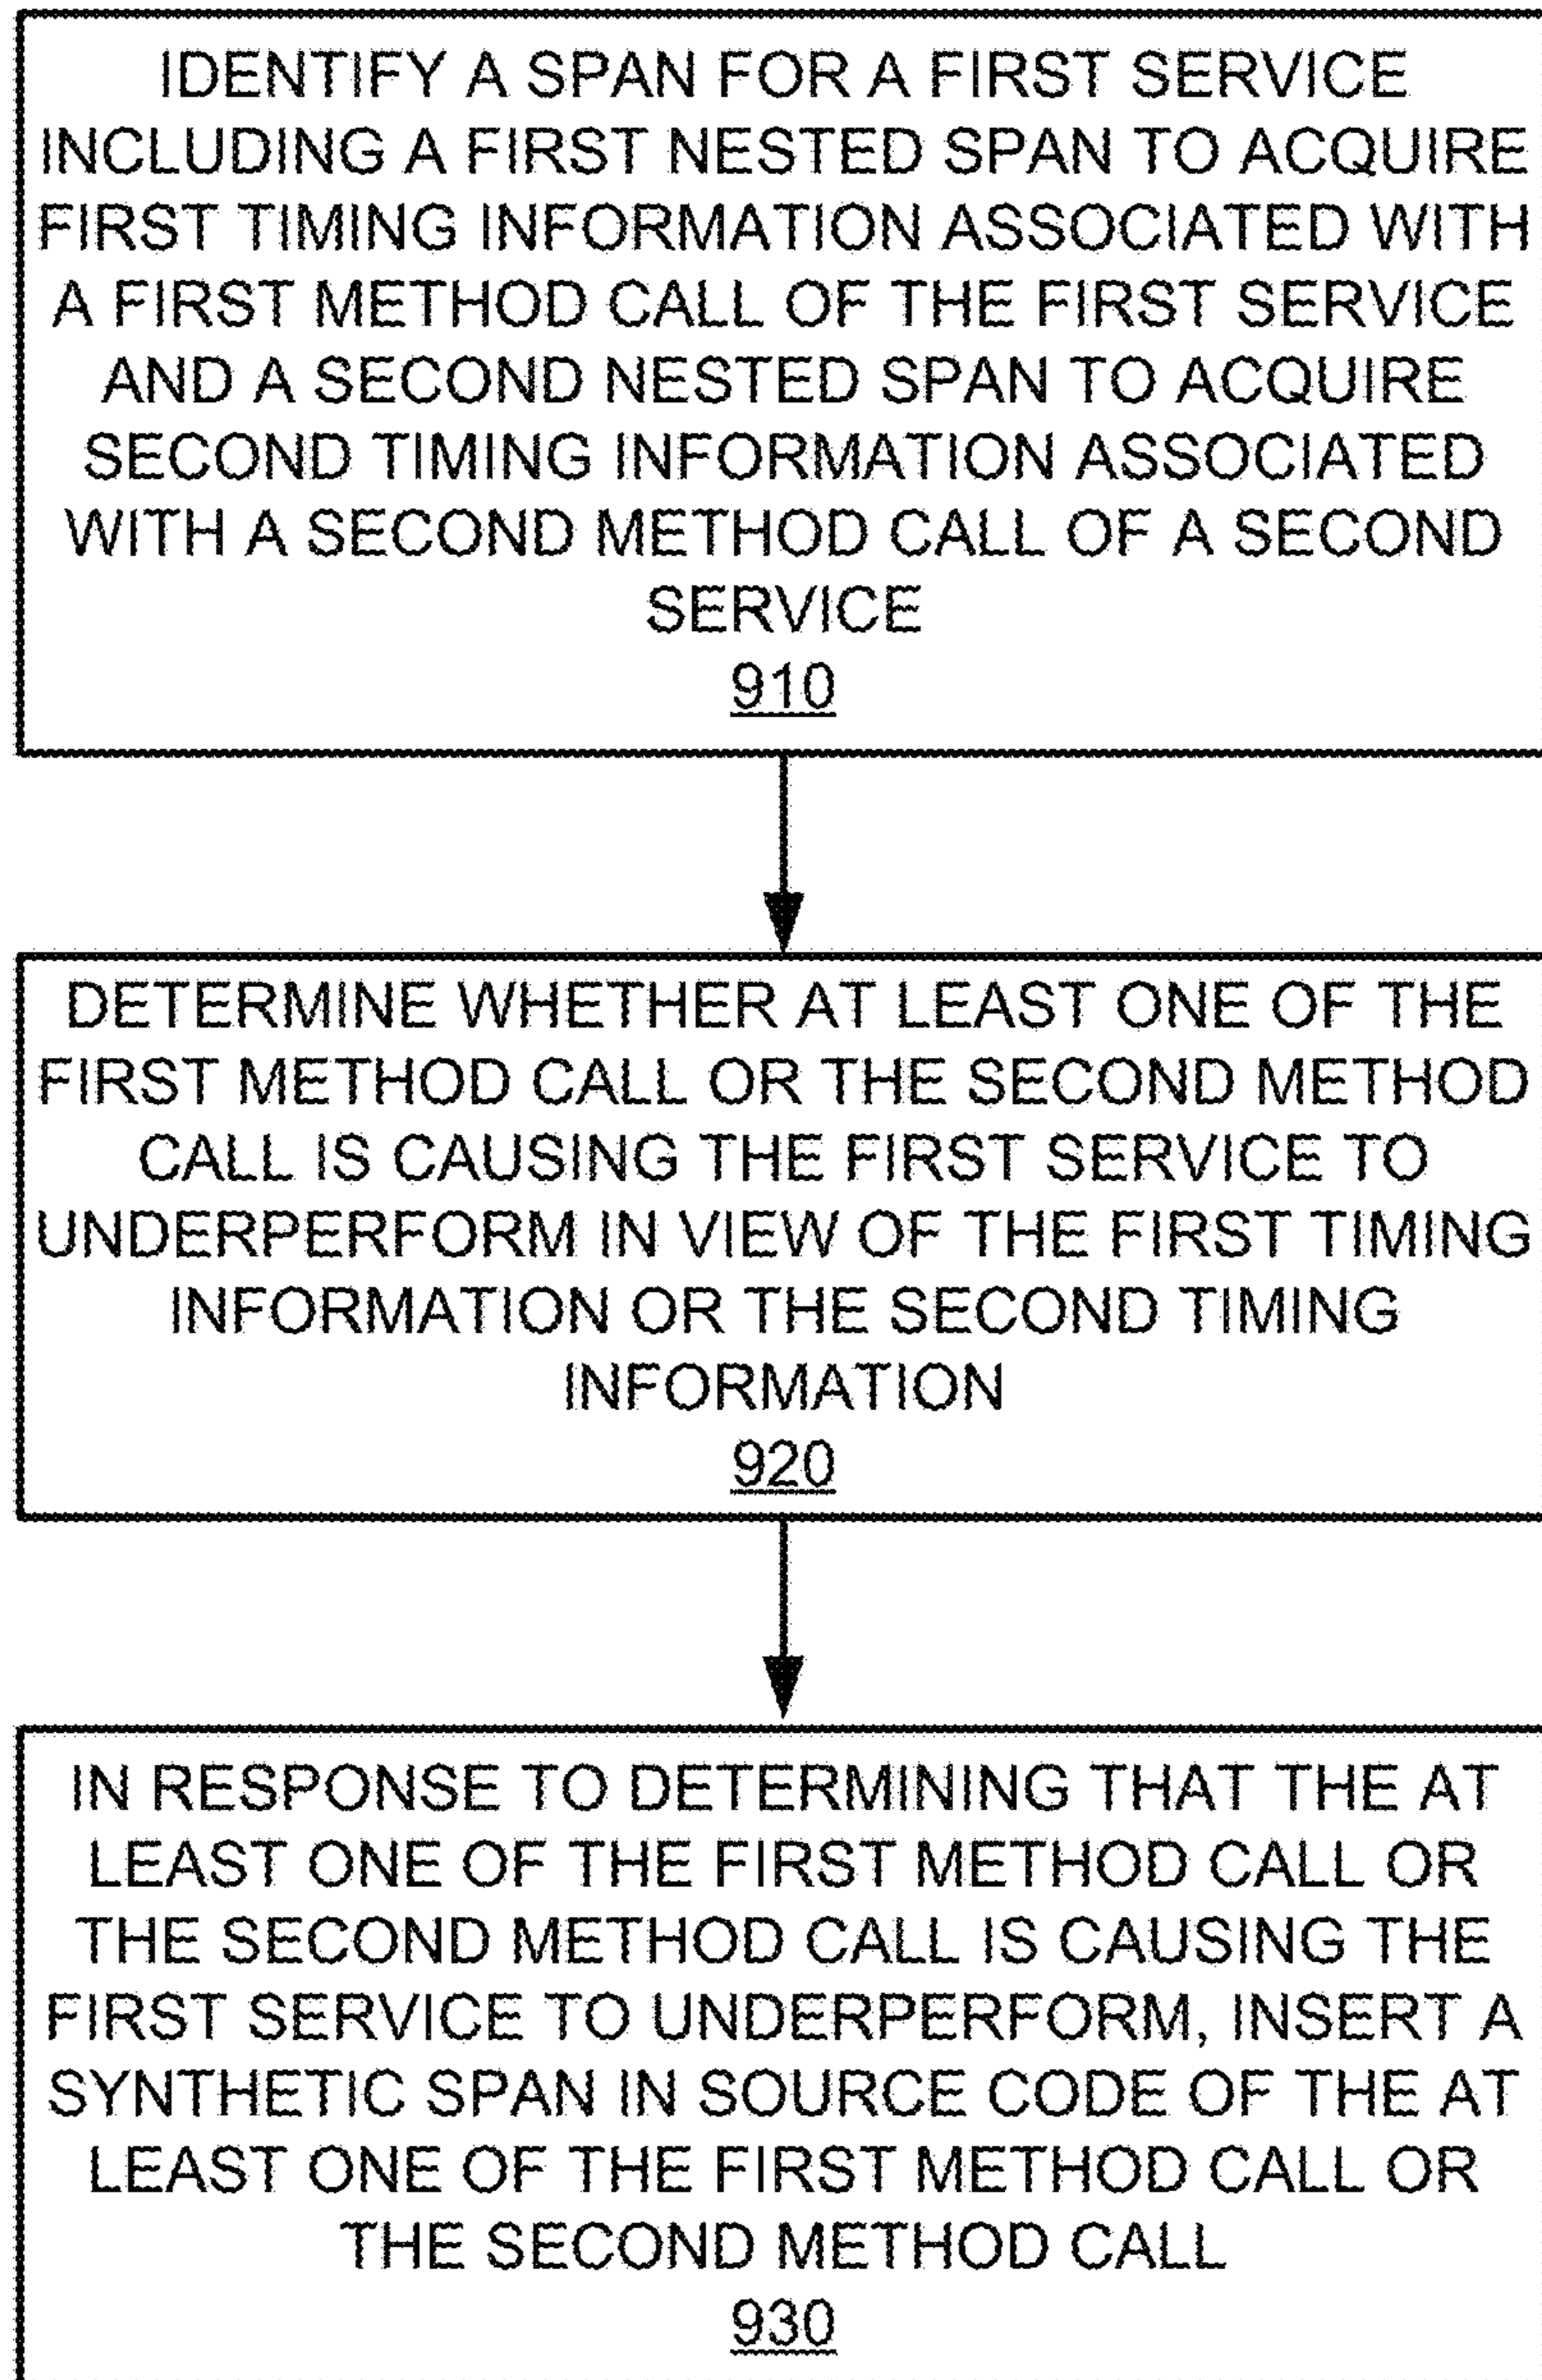 IDENTIFY A SPAN FOR A FIRST SERVICE
INCLUDING A FIRST NESTED SPAN TO ACQUIRE
FIRST TIMING INFORMATION ASSOCIATED WITH
A FIRST METHOD CALL OF THE FIRST SERVICE
AND A SECOND NESTED SPAN TO ACQUIRE
SECOND TIMING INFORMATION ASSOCIATED
WITH A SECOND METHOD CALL OF A SECOND
SERVICE
910
DETERMINE WHETHER AT LEAST ONE OF THE
FIRST METHOD CALL OR THE SECOND METHOD
CALL IS CAUSING THE FIRST SERVICE TO
UNDERPERFORM IN VIEW OF THE FIRST TIMING
INFORMATION OR THE SECOND TIMING
INFORMATION
920
IN RESPONSE TO DETERMINING THAT THE AT
LEAST ONE OF THE FIRST METHOD CALL OR
THE SECOND METHOD CALL IS CAUSING THE
FIRST SERVICE TO UNDERPERFORM, INSERT A
SYNTHETIC SPAN IN SOURCE CODE OF THE AT
LEAST ONE OF THE FIRST METHOD CALL OR
THE SECOND METHOD CALL
930